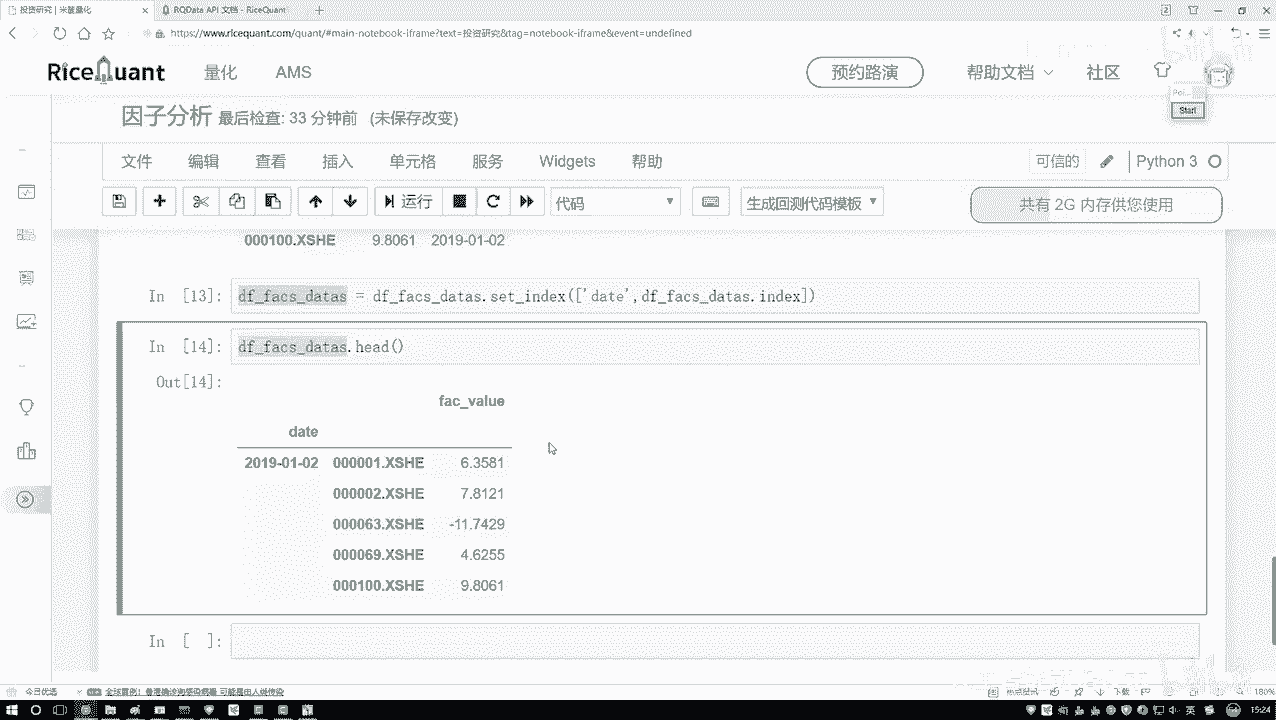 投资研究 | 米筐量化
RQData API 文档 - RiceQuant
https://www.ricequant.com/quant/#main-notebook-iframe?text=投资研究&tag=notebook-iframe&event=undefined
RiceQuant 量化 AMS 预约路演 帮助文档 社区
Start
因子分析 最后检查: 33 分钟前 (未保存改变)
文件 编辑 查看 插入 单元格 服务 Widgets 帮助 可信的 Python 3
运行 代码 生成回测代码模板 共有 2G 内存供您使用
000100.XSHE 9.8061 2019-01-02
In [13]: df_facs_datas = df_facs_datas.set_index(['date',df_facs_datas.index])
In [14]: df_facs_datas.head()
Out[14]:
fac_value
date
2019-01-02 000001.XSHE 6.3581
000002.XSHE 7.8121
000063.XSHE -11.7429
000069.XSHE 4.6255
000100.XSHE 9.8061
In [ ]:
今日优选
下载 180%
英 15:24